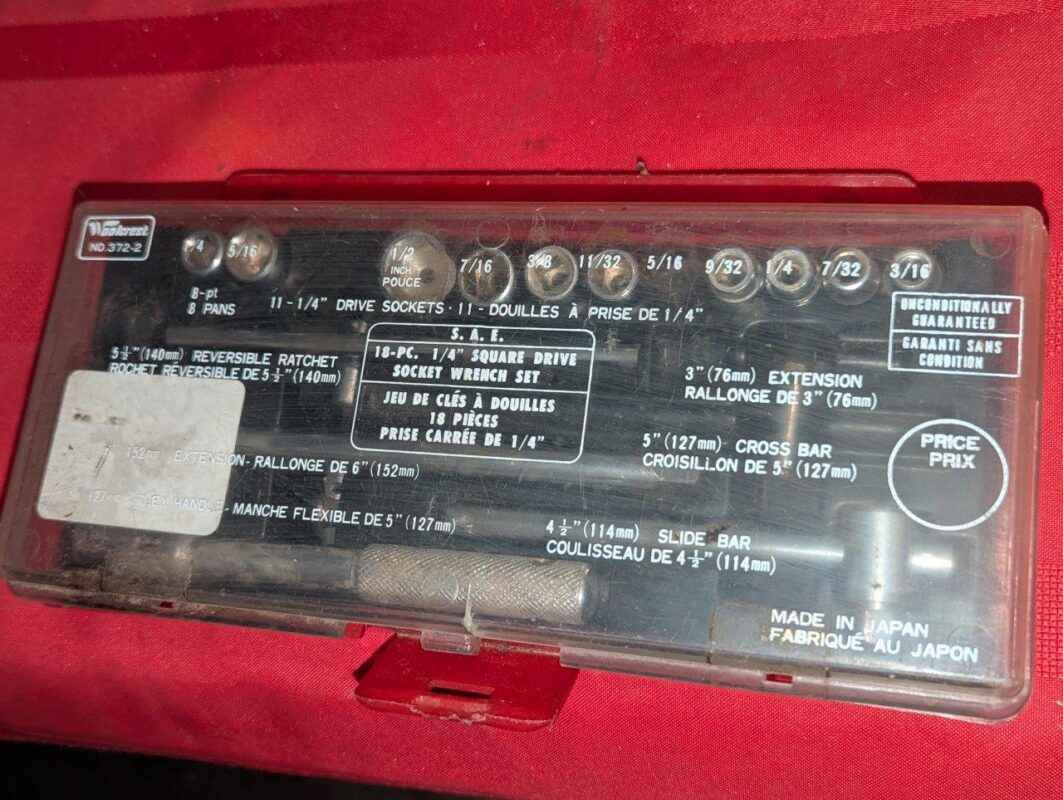 NO 372-2
1/4
5/16
1/2
INCH
POUCE
7/16
3/8
11/32
5/16
9/32
1/4
7/32
3/16
8-pt
8 PANS
11-1/4" DRIVE SOCKETS · 11 - DOUILLES À PRISE DE 1/4"
UNCONDITIONALLY
GUARANTEED
GARANTI SANS
CONDITION
S. A. E.
18-PC. 1/4" SQUARE DRIVE
SOCKET WRENCH SET
JEU DE CLÉS À DOUILLES
18 PIÈCES
PRISE CARRÉE DE 1/4"
5 1/2" (140mm) REVERSIBLE RATCHET
ROCHET RÉVERSIBLE DE 5 1/2" (140mm)
3" (76mm) EXTENSION
RALLONGE DE 3" (76mm)
152mm EXTENSION - RALLONGE DE 6" (152mm)
5" (127mm) CROSS BAR
CROISILLON DE 5" (127mm)
PRICE
PRIX
HANDLE - MANCHE FLEXIBLE DE 5" (127mm)
4 1/2" (114mm) SLIDE BAR
COULISSEAU DE 4 1/2" (114mm)
MADE IN JAPAN
FABRIQUÉ AU JAPON